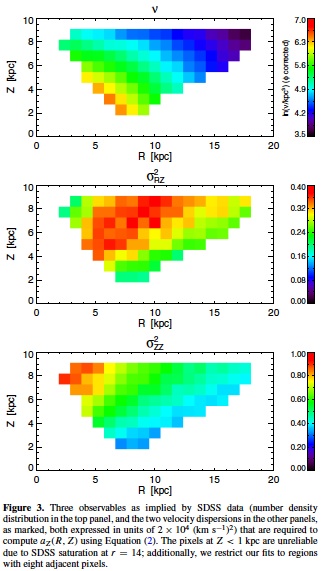 ν
10
8
6
4
2
0
Z [kpc]
0 5 10 15 20
R [kpc]
7.0
6.3
5.6
4.9
4.2
3.5
ln(ν/kpc³) (ϕ corrected)
σ²RZ
10
8
6
4
2
0
Z [kpc]
0 5 10 15 20
R [kpc]
0.40
0.32
0.24
0.16
0.08
0.00
σ²ZZ
10
8
6
4
2
0
Z [kpc]
0 5 10 15 20
R [kpc]
1.00
0.80
0.60
0.40
0.20
0.00
Figure 3. Three observables as implied by SDSS data (number density
distribution in the top panel, and the two velocity dispersions in the other panels,
as marked, both expressed in units of 2 × 10⁴ (km s⁻¹)²) that are required to
compute aZ(R, Z) using Equation (2). The pixels at Z < 1 kpc are unreliable
due to SDSS saturation at r = 14; additionally, we restrict our fits to regions
with eight adjacent pixels.